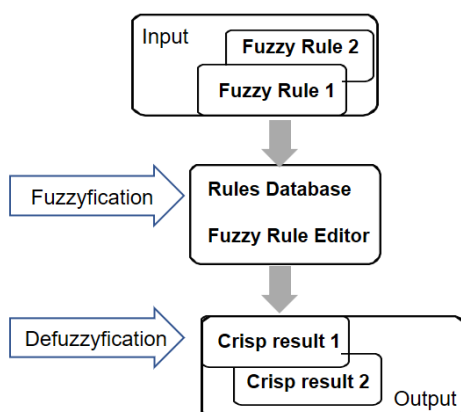 Input
Fuzzy Rule 2
Fuzzy Rule 1
Fuzzyfication
Rules Database
Fuzzy Rule Editor
Defuzzyfication
Crisp result 1
Crisp result 2
Output